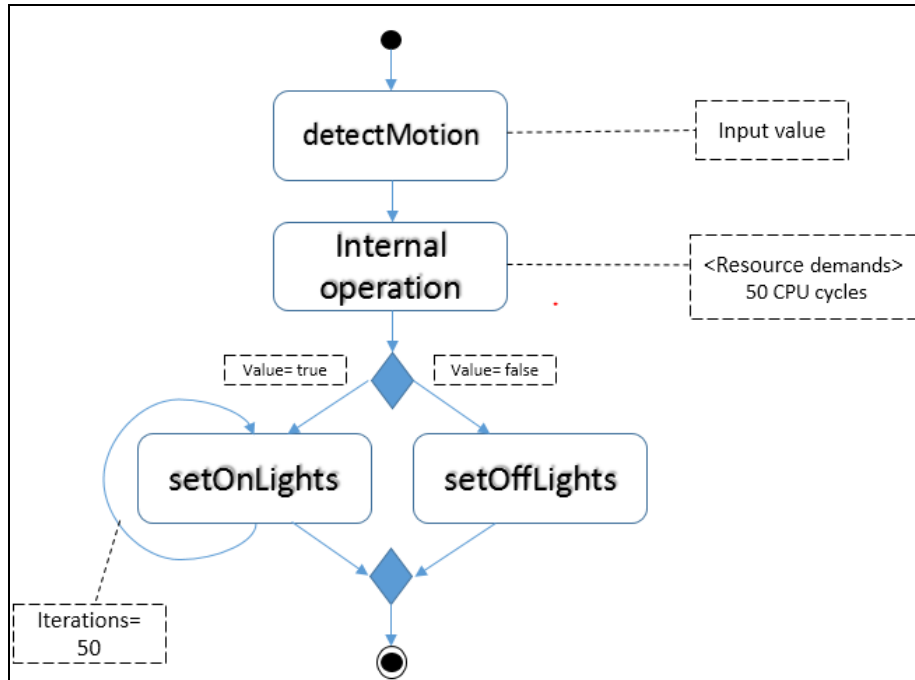 detectMotion
Input value
Internal
operation
<Resource demands>
50 CPU cycles
Value= true
Value= false
setOnLights
setOffLights
Iterations=
50